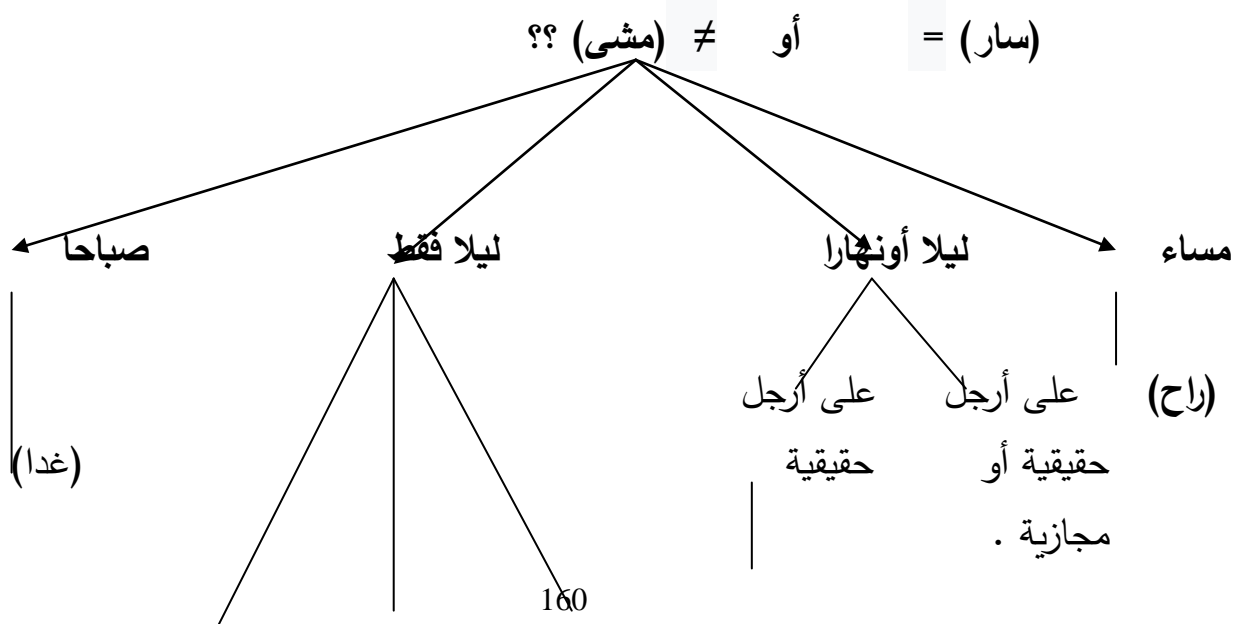 (سار) = أو ≠ (مشى) ؟؟
مساء ليلا أونهارا ليلا فقط صباحا
(راح) على أرجل على أرجل
حقيقية أو حقيقية (غدا)
مجازية .
160